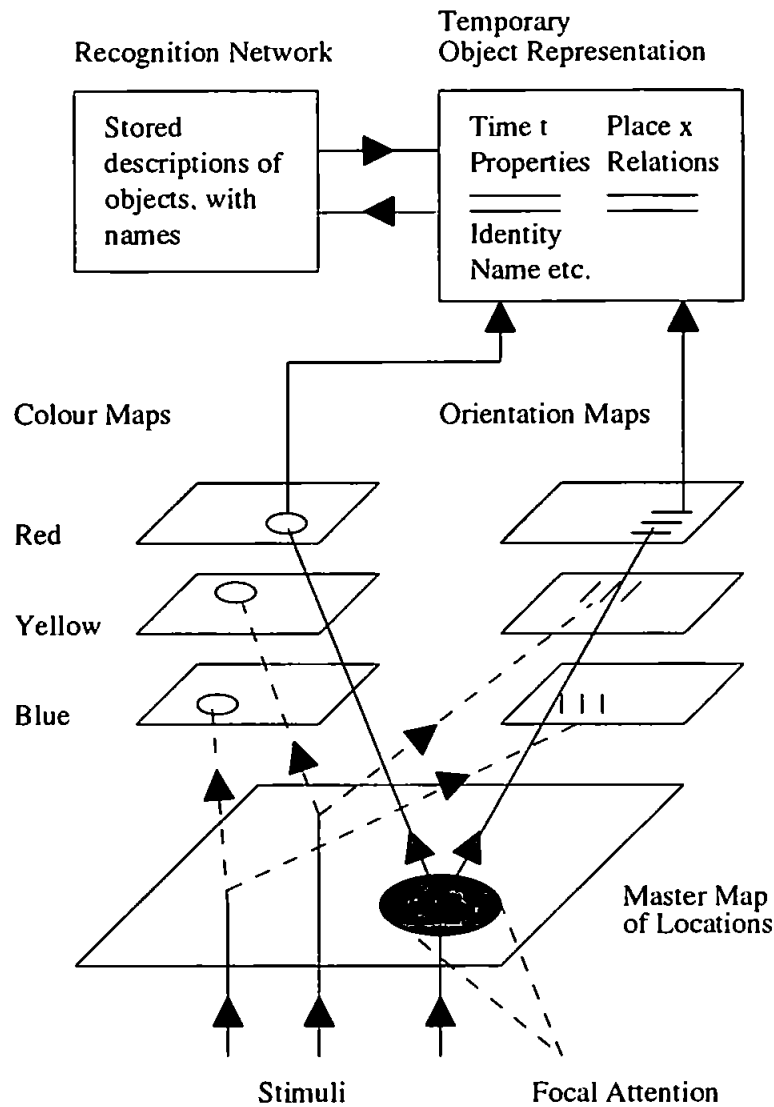 Recognition Network
Temporary
Object Representation
Stored
descriptions of
objects, with
names
Time t
Properties
Place x
Relations
Identity
Name etc.
Colour Maps
Orientation Maps
Red
Yellow
Blue
Master Map
of Locations
Stimuli
Focal Attention